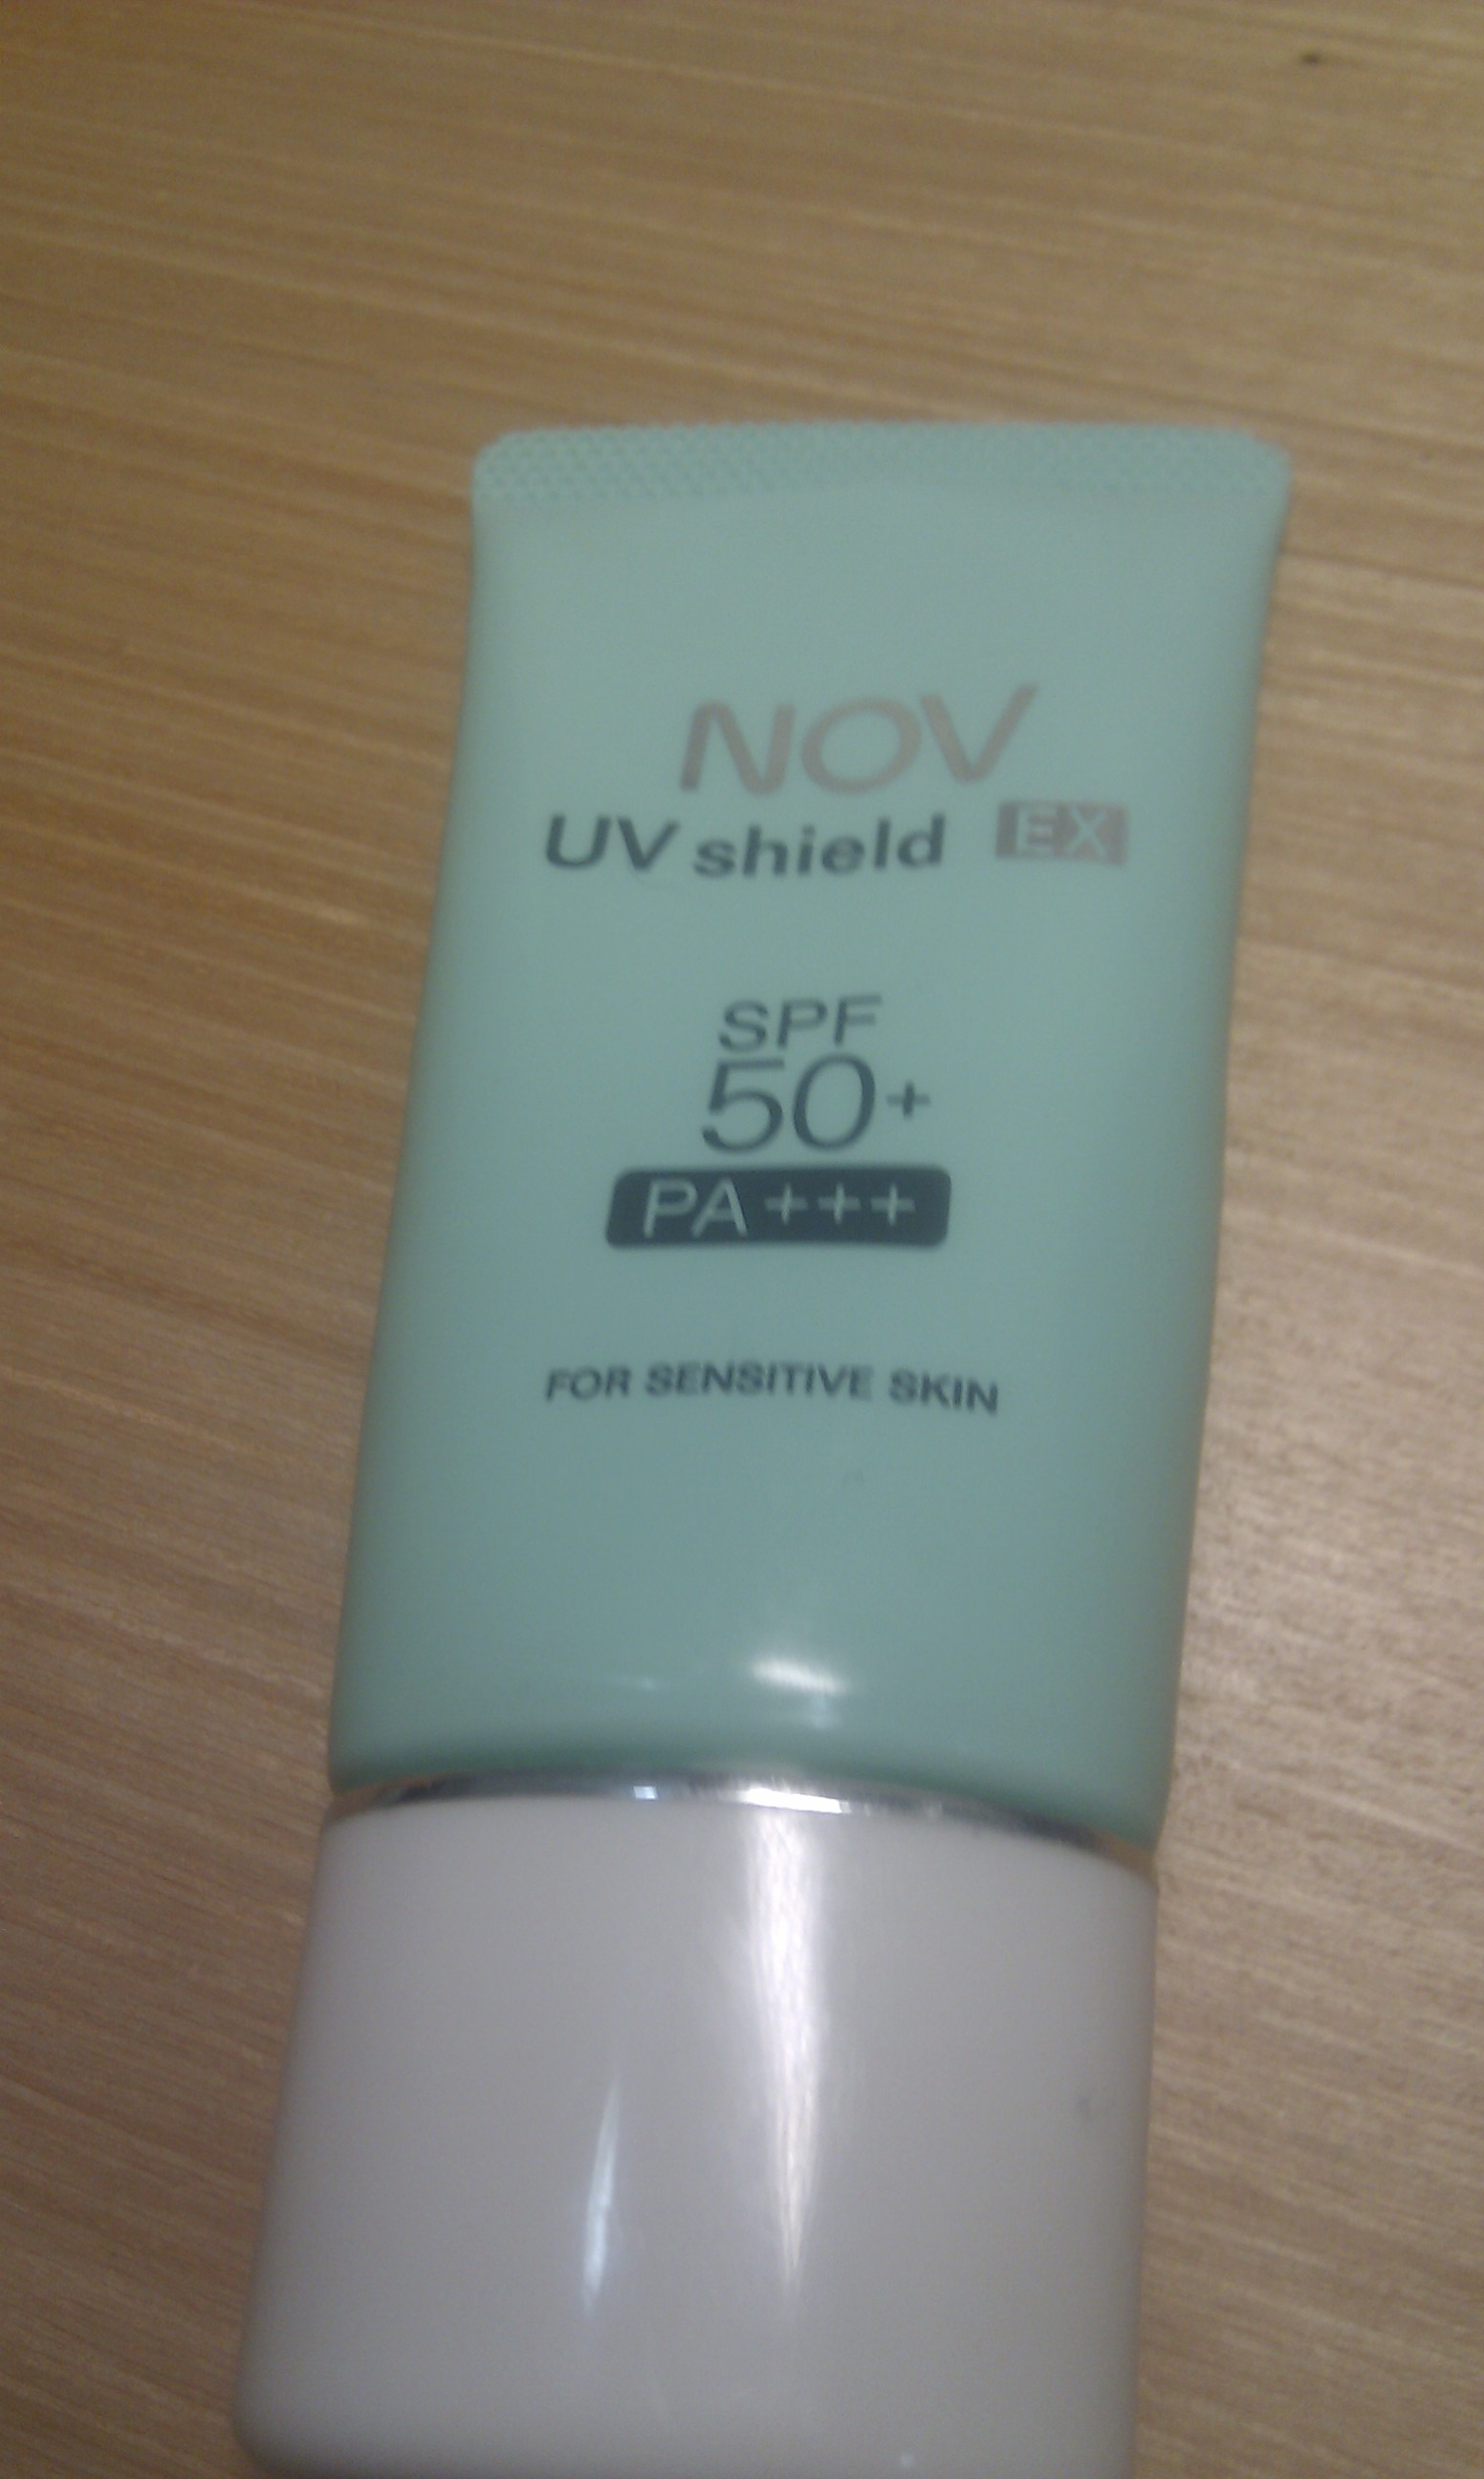 NOV
UV shield EX
SPF
50+
PA+++
FOR SENSITIVE SKIN